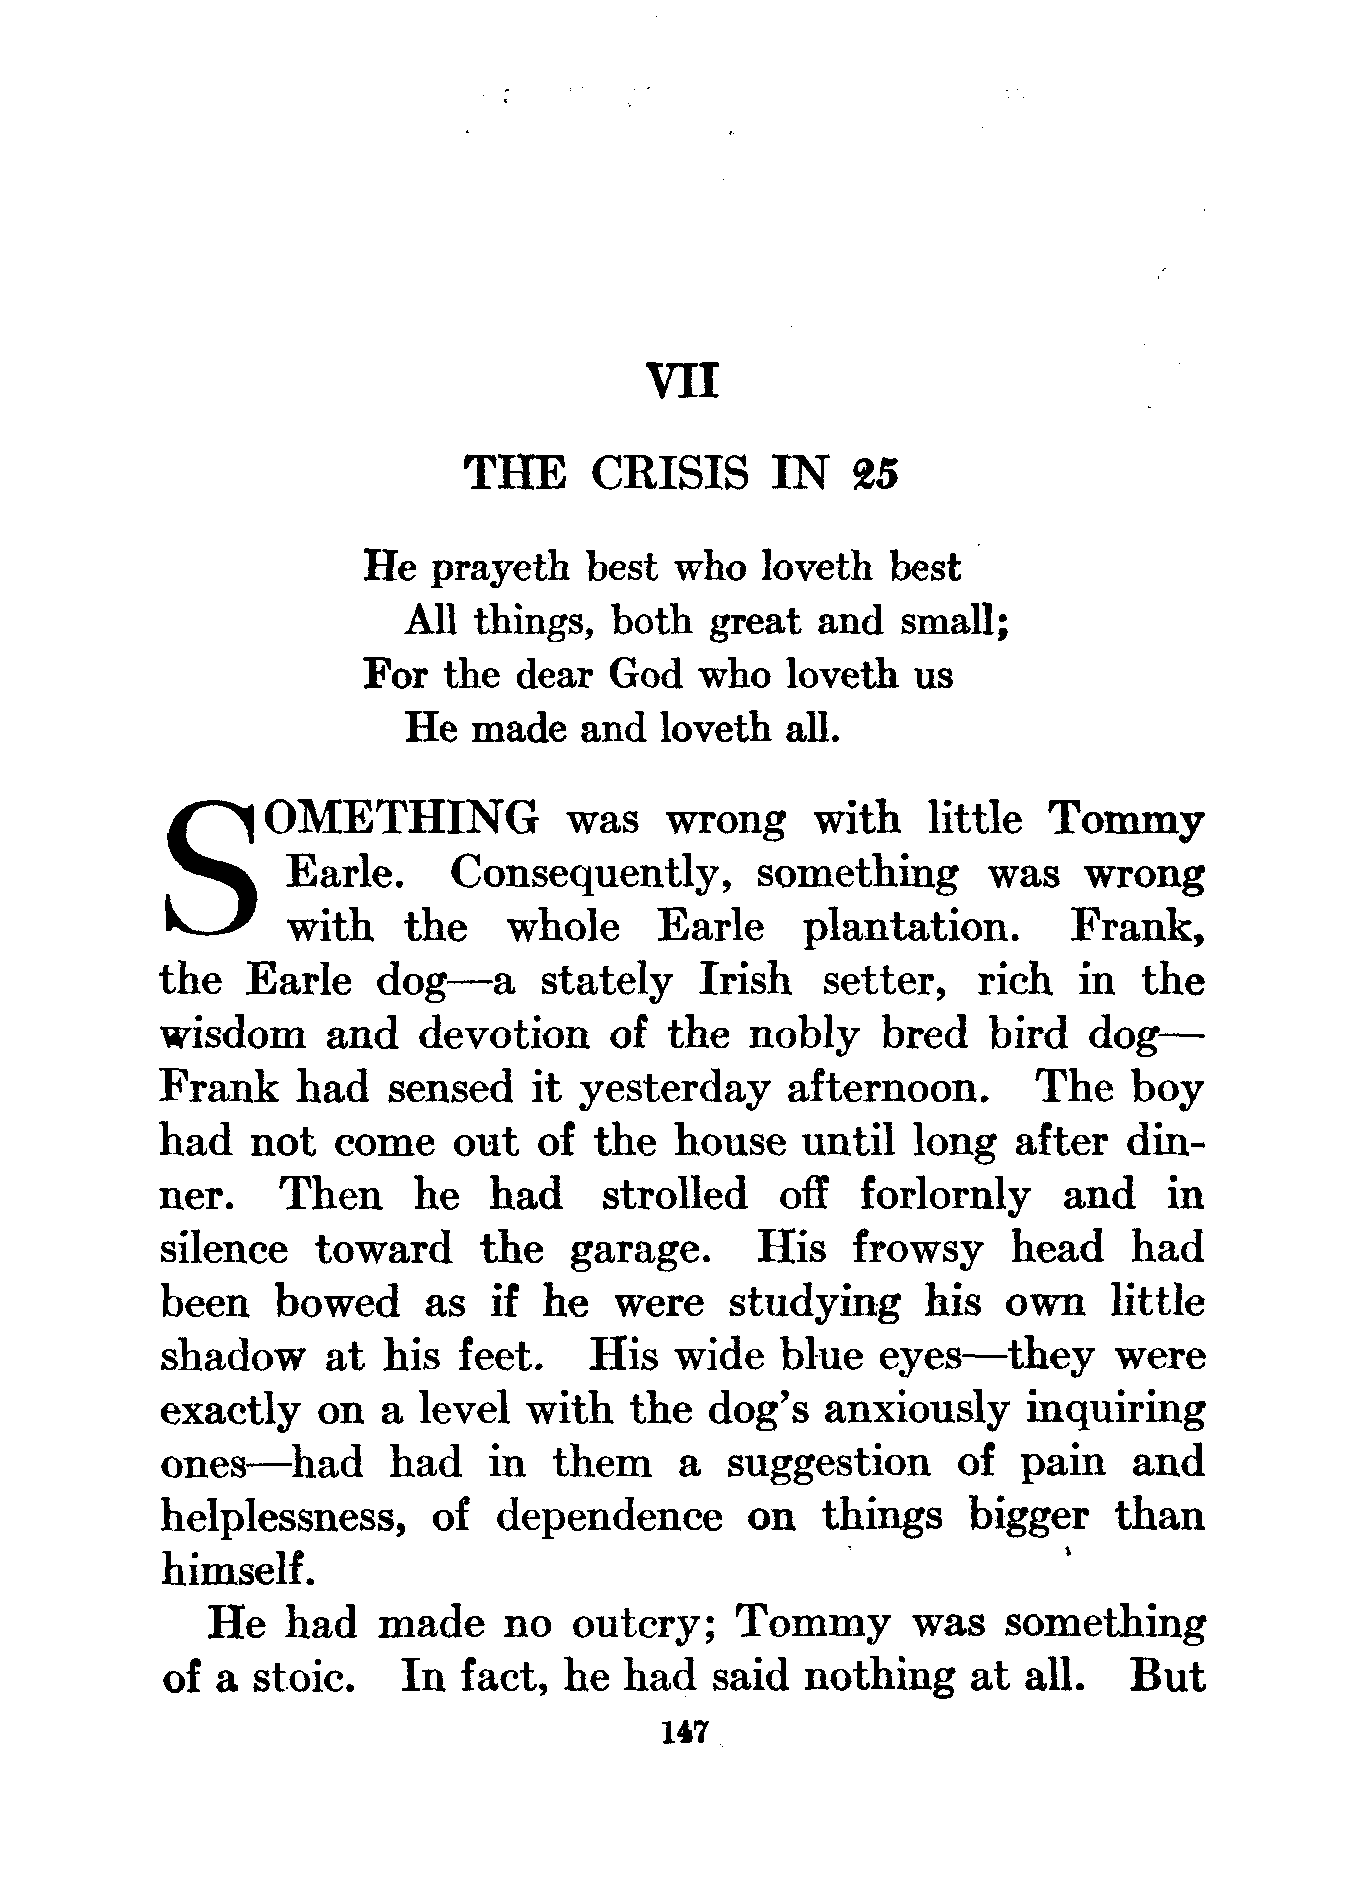 VII
THE CRISIS IN 25
He prayeth best who loveth best
All things, both great and small;
For the dear God who loveth us
He made and loveth all.
SOMETHING was wrong with little Tommy
Earle. Consequently, something was wrong
with the whole Earle plantation. Frank,
the Earle dog—a stately Irish setter, rich in the
wisdom and devotion of the nobly bred bird dog—
Frank had sensed it yesterday afternoon. The boy
had not come out of the house until long after din-
ner. Then he had strolled off forlornly and in
silence toward the garage. His frowsy head had
been bowed as if he were studying his own little
shadow at his feet. His wide blue eyes—they were
exactly on a level with the dog's anxiously inquiring
ones—had had in them a suggestion of pain and
helplessness, of dependence on things bigger than
himself.
He had made no outcry; Tommy was something
of a stoic. In fact, he had said nothing at all. But
147